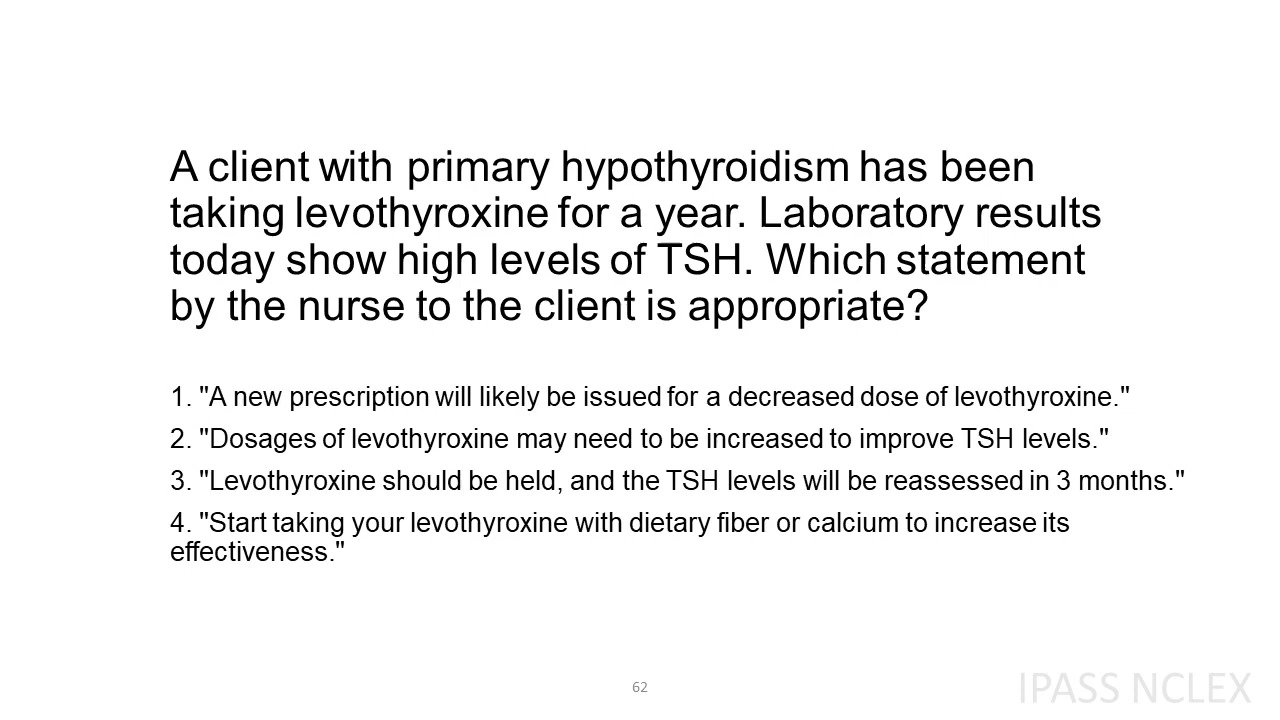 A client with primary hypothyroidism has been
taking levothyroxine for a year. Laboratory results
today show high levels of TSH. Which statement
by the nurse to the client is appropriate?
1. "A new prescription will likely be issued for a decreased dose of levothyroxine."
2. "Dosages of levothyroxine may need to be increased to improve TSH levels."
3. "Levothyroxine should be held, and the TSH levels will be reassessed in 3 months."
4. "Start taking your levothyroxine with dietary fiber or calcium to increase its
effectiveness."
62
IPASS NCLEX